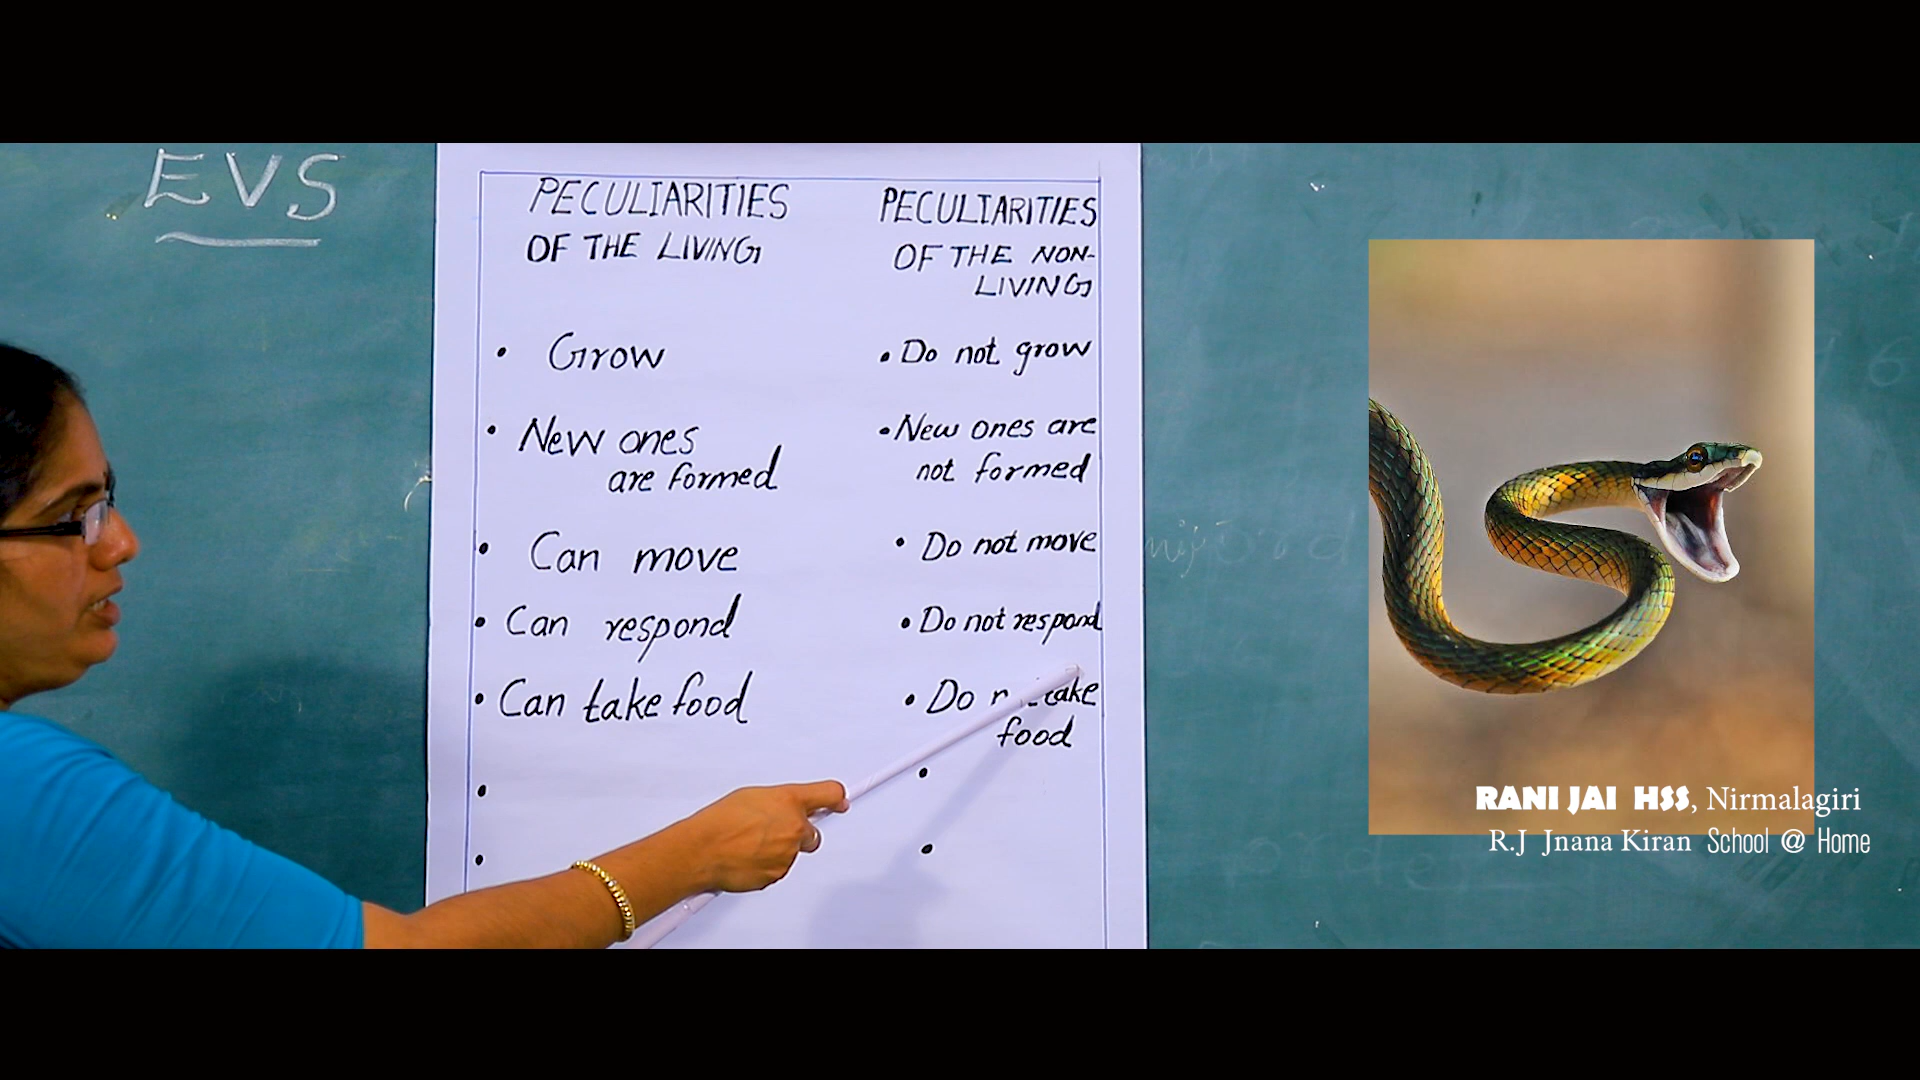 EVS
PECULIARITIES
OF THE LIVING
• Grow
• New ones
are formed
• Can move
• Can respond
• Can take food
•
•
PECULIARITIES
OF THE NON-
LIVING
• Do not grow
• New ones are
not formed
• Do not move
• Do not respond
• Do take
food
•
•
RANI JAI HSS, Nirmalagiri
R.J Jnana Kiran School @ Home